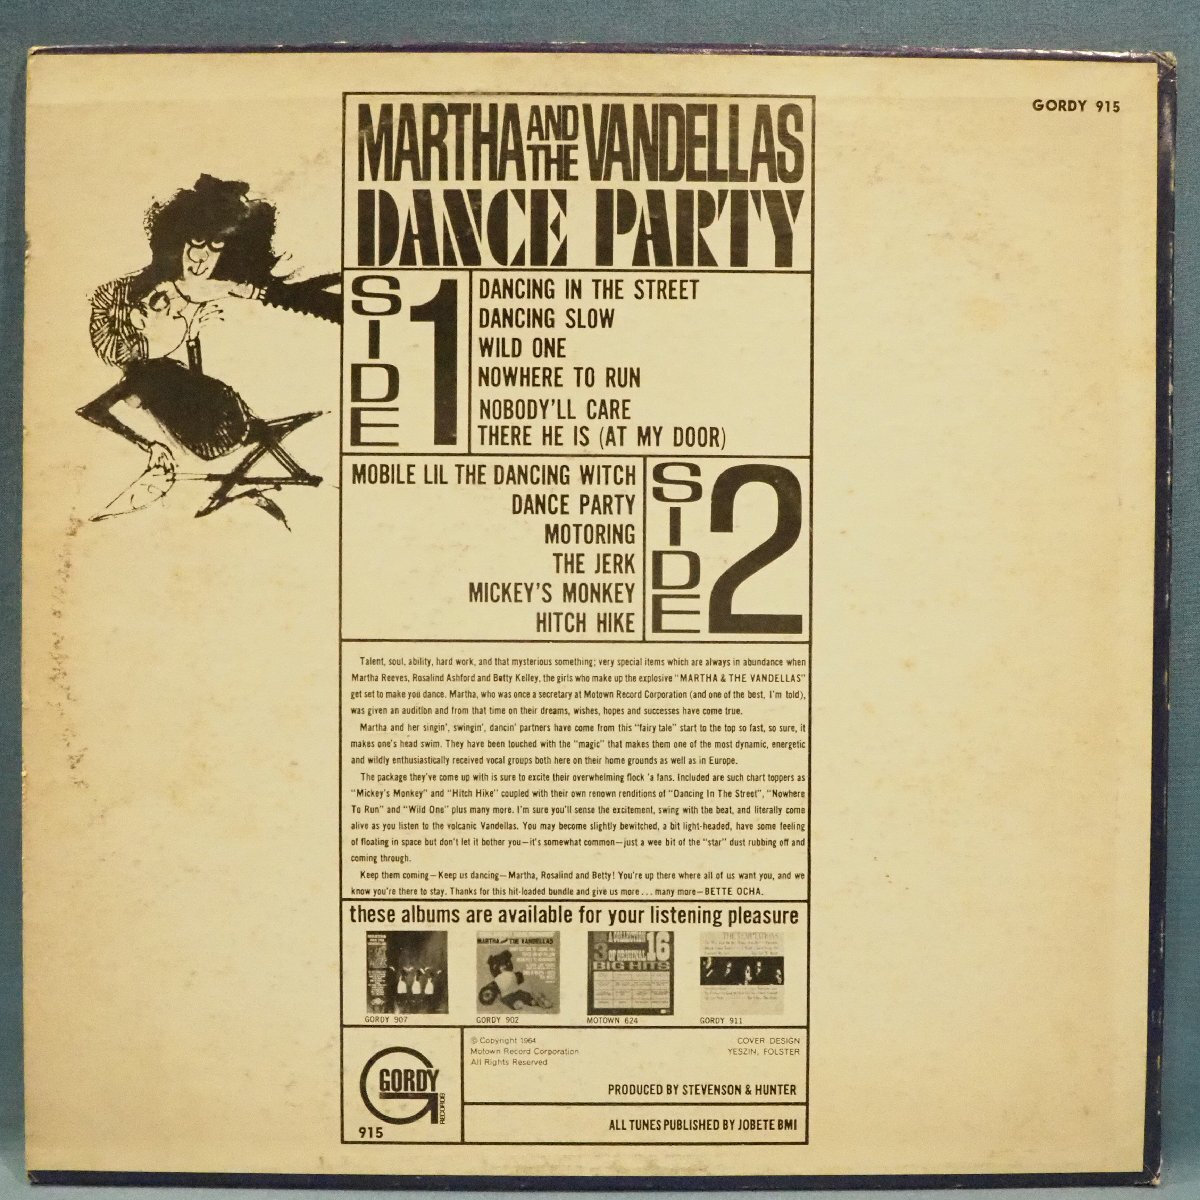 GORDY 915
MARTHA AND THE VANDELLAS
DANCE PARTY
SIDE 1
DANCING IN THE STREET
DANCING SLOW
WILD ONE
NOWHERE TO RUN
NOBODY'LL CARE
THERE HE IS (AT MY DOOR)
SIDE 2
MOBILE LIL THE DANCING WITCH
DANCE PARTY
MOTORING
THE JERK
MICKEY'S MONKEY
HITCH HIKE
Talent, soul, ability, hard work, and that mysterious something; very special items which are always in abundance when
Martha Reeves, Rosalind Ashford and Betty Kelley, the girls who make up the explosive "MARTHA & THE VANDELLAS"
get set to make you dance. Martha, who was once a secretary at Motown Record Corporation (and one of the best, I'm told),
was given an audition and from that time on their dreams, wishes, hopes and successes have come true.
Martha and her singin', swingin', dancin' partners have come from this "fairy tale" start to the top so fast, so sure, it
makes one's head swim. They have been touched with the "magic" that makes them one of the most dynamic, energetic
and wildly enthusiastically received vocal groups both here on their home grounds as well as in Europe.
The package they've come up with is sure to excite their overwhelming flock 'a fans. Included are such chart toppers as
"Mickey's Monkey" and "Hitch Hike" coupled with their own renown renditions of "Dancing In The Street", "Nowhere
To Run" and "Wild One" plus many more. I'm sure you'll sense the excitement, swing with the beat, and literally come
alive as you listen to the volcanic Vandellas. You may become slightly bewitched, a bit light-headed, have some feeling
of floating in space but don't let it bother you—it's somewhat common—just a wee bit of the "star" dust rubbing off and
coming through.
Keep them coming—Keep us dancing—Martha, Rosalind and Betty! You're up there where all of us want you, and we
know you're there to stay. Thanks for this hit-loaded bundle and give us more . . . many more—BETTE OCHA.
these albums are available for your listening pleasure
MARTHA AND THE VANDELLAS
A COLLECTION
3 OF ORIGINAL 16
BIG HITS
THE TEMPTATIONS
GORDY 907
GORDY 902
MOTOWN 624
GORDY 911
GORDY
RECORDS
915
© Copyright 1964
Motown Record Corporation
All Rights Reserved
COVER DESIGN
YESZIN, FOLSTER
PRODUCED BY STEVENSON & HUNTER
ALL TUNES PUBLISHED BY JOBETE BMI